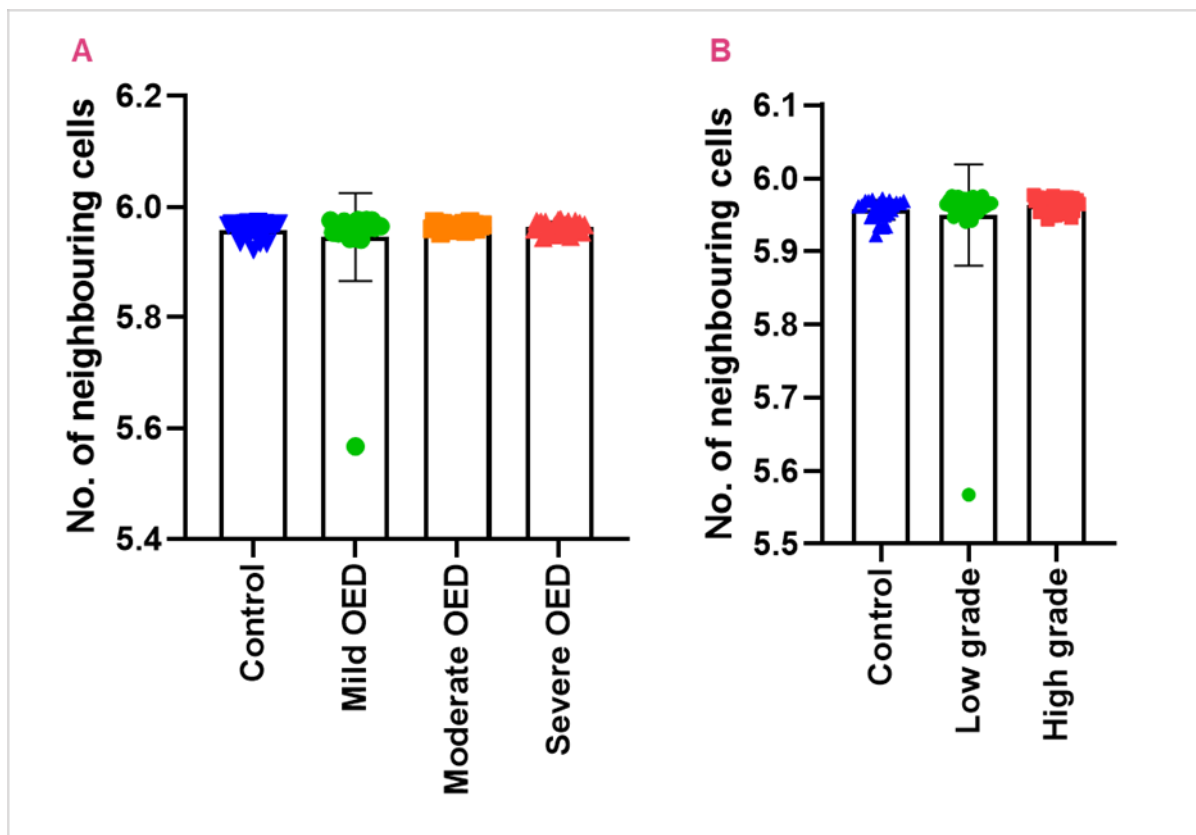 A
No. of neighbouring cells
6.2
6.0
5.8
5.6
5.4
Control
Mild OED
Moderate OED
Severe OED
B
No. of neighbouring cells
6.1
6.0
5.9
5.8
5.7
5.6
5.5
Control
Low grade
High grade